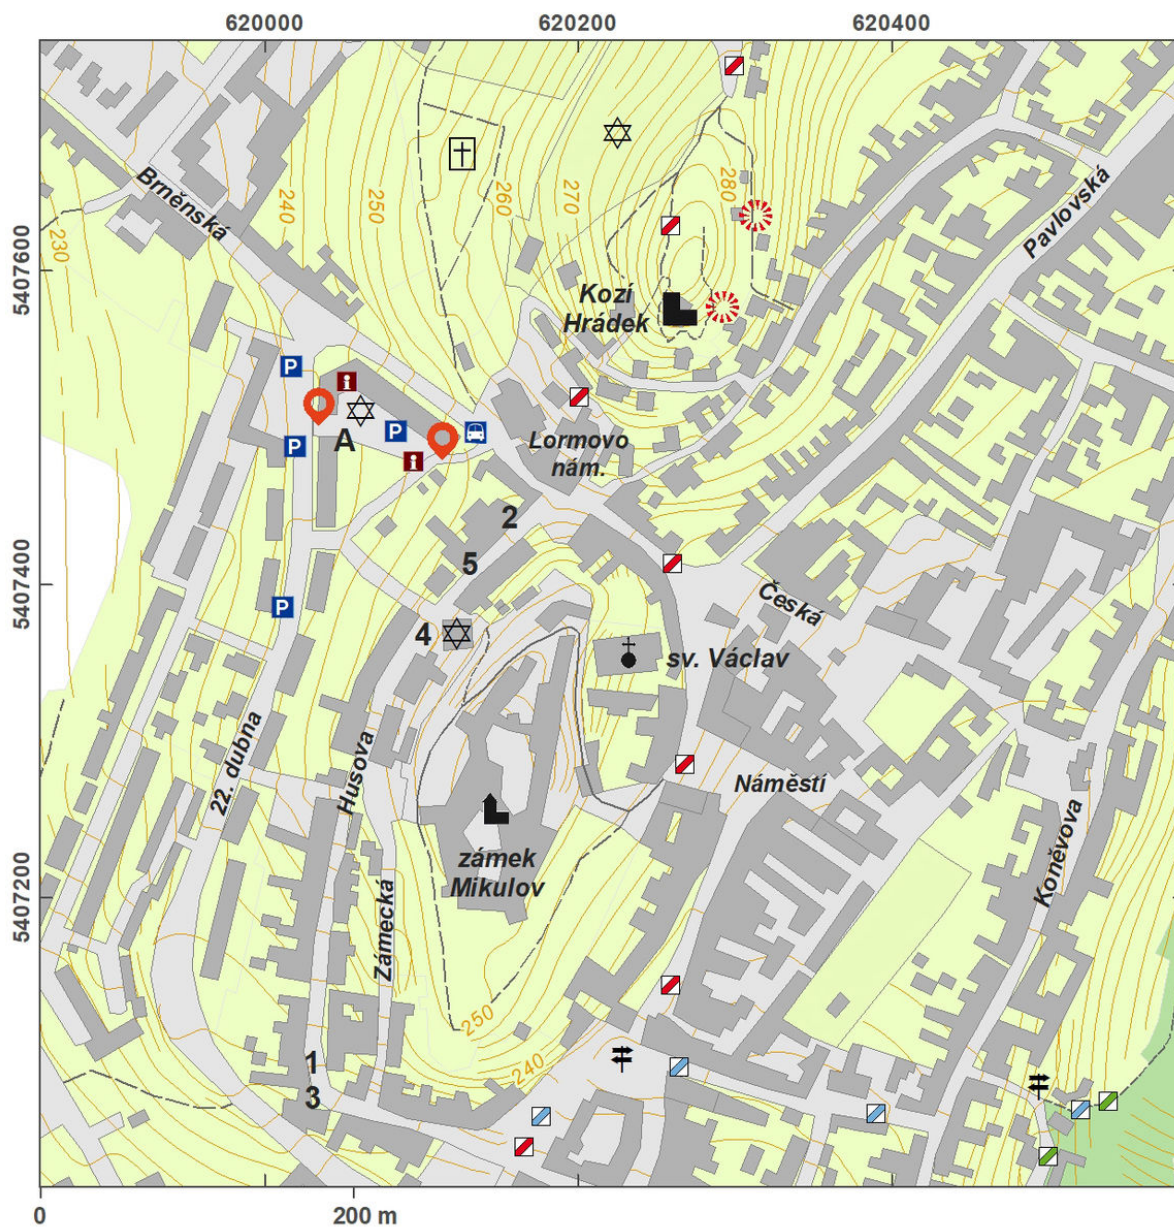 620000
620200
620400
5407600
5407400
5407200
Brněnská
Pavlovská
230
240
250
260
270
280
Kozí
Hrádek
P
i
A
P
P
i
Lormovo
nám.
2
5
Česká
P
4
sv. Václav
22. dubna
Husova
Náměstí
zámek
Mikulov
Koněvova
Zámecká
250
240
1
3
0
200 m